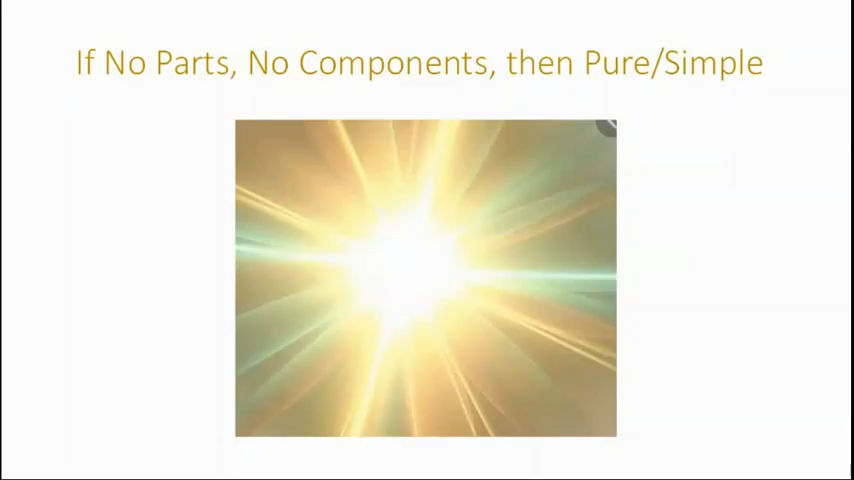 If No Parts, No Components, then Pure/Simple